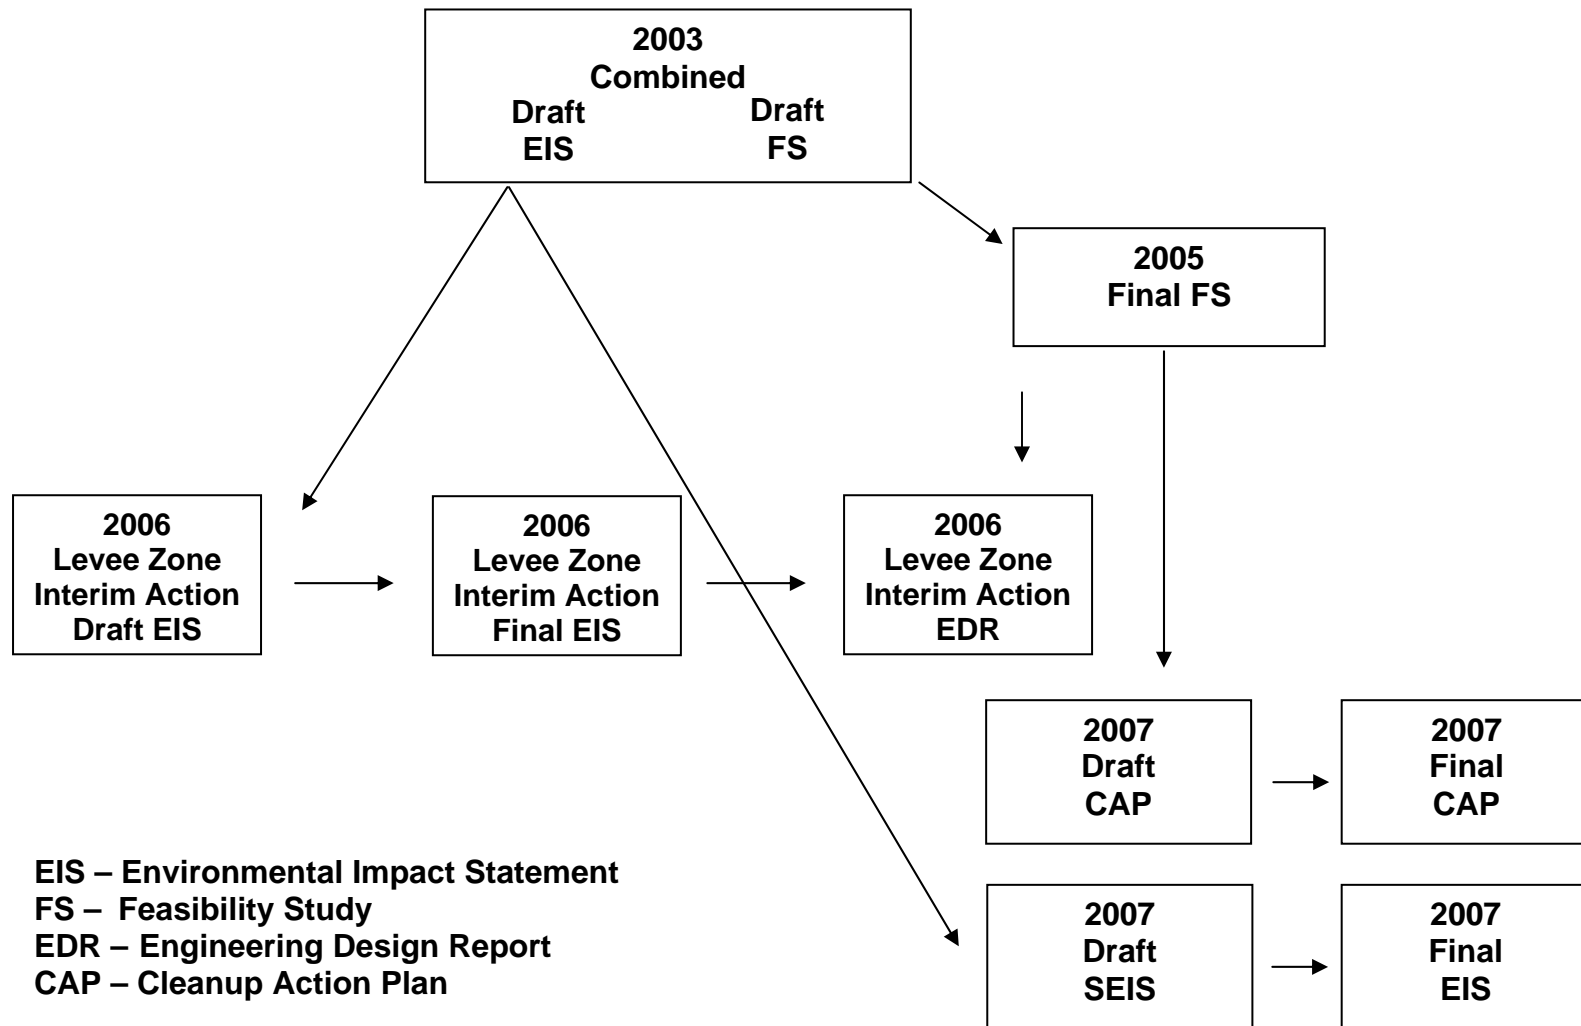 2003
Combined
Draft
EIS
Draft
FS
2005
Final FS
2006
Levee Zone
Interim Action
Draft EIS
2006
Levee Zone
Interim Action
Final EIS
2006
Levee Zone
Interim Action
EDR
2007
Draft
CAP
2007
Final
CAP
2007
Draft
SEIS
2007
Final
EIS
EIS – Environmental Impact Statement
FS –  Feasibility Study
EDR – Engineering Design Report
CAP – Cleanup Action Plan